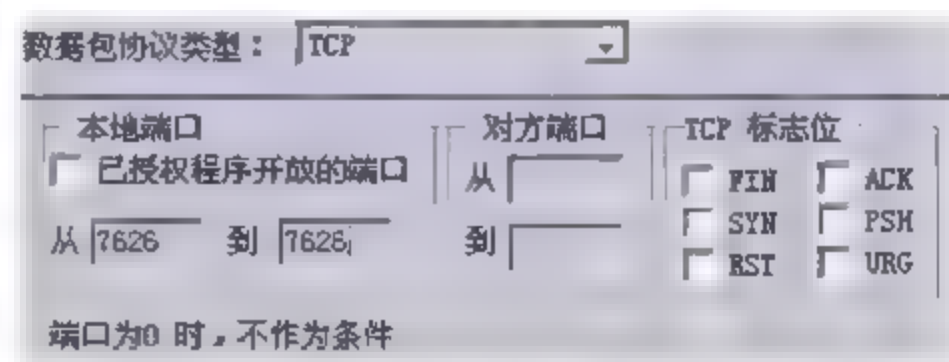 数据包协议类型： TCP
本地端口
已授权程序开放的端口
从 7626 到 7626
对方端口
从
到
TCP 标志位
FIN ACK
SYN PSH
RST URG
端口为0 时，不作为条件